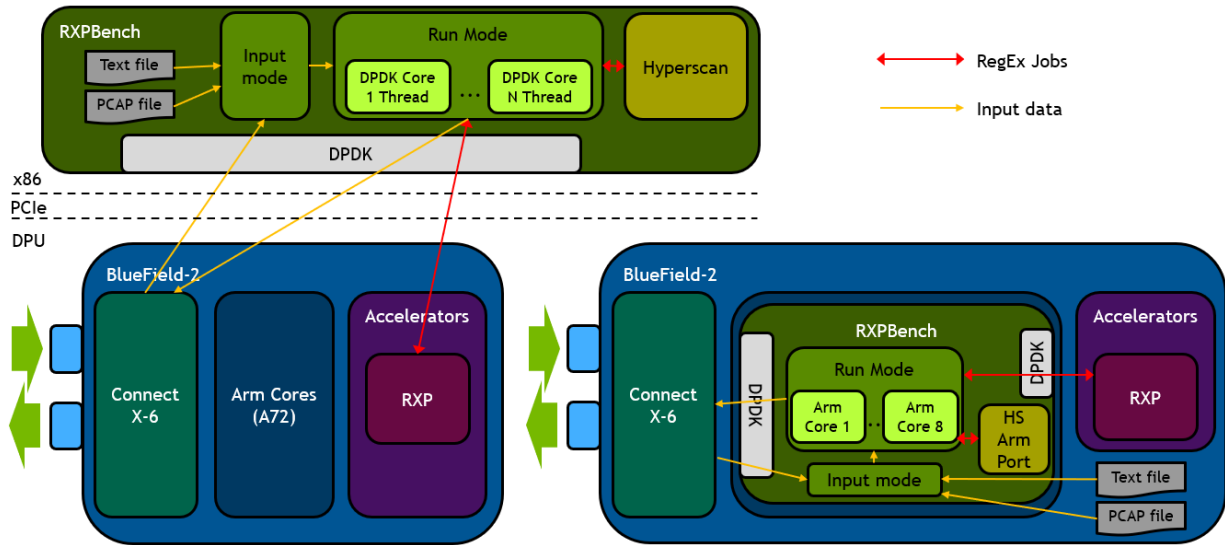 RXPBench
Text file
PCAP file
Input
mode
Run Mode
DPDK Core
1 Thread
...
DPDK Core
N Thread
Hyperscan
DPDK
RegEx Jobs
Input data
x86
PCIe
DPU
BlueField-2
Connect
X-6
Arm Cores
(A72)
Accelerators
RXP
BlueField-2
Connect
X-6
RXPBench
DPDK
Run Mode
Arm
Core 1
..
Arm
Core 8
DPDK
HS
Arm
Port
Input mode
Accelerators
RXP
Text file
PCAP file